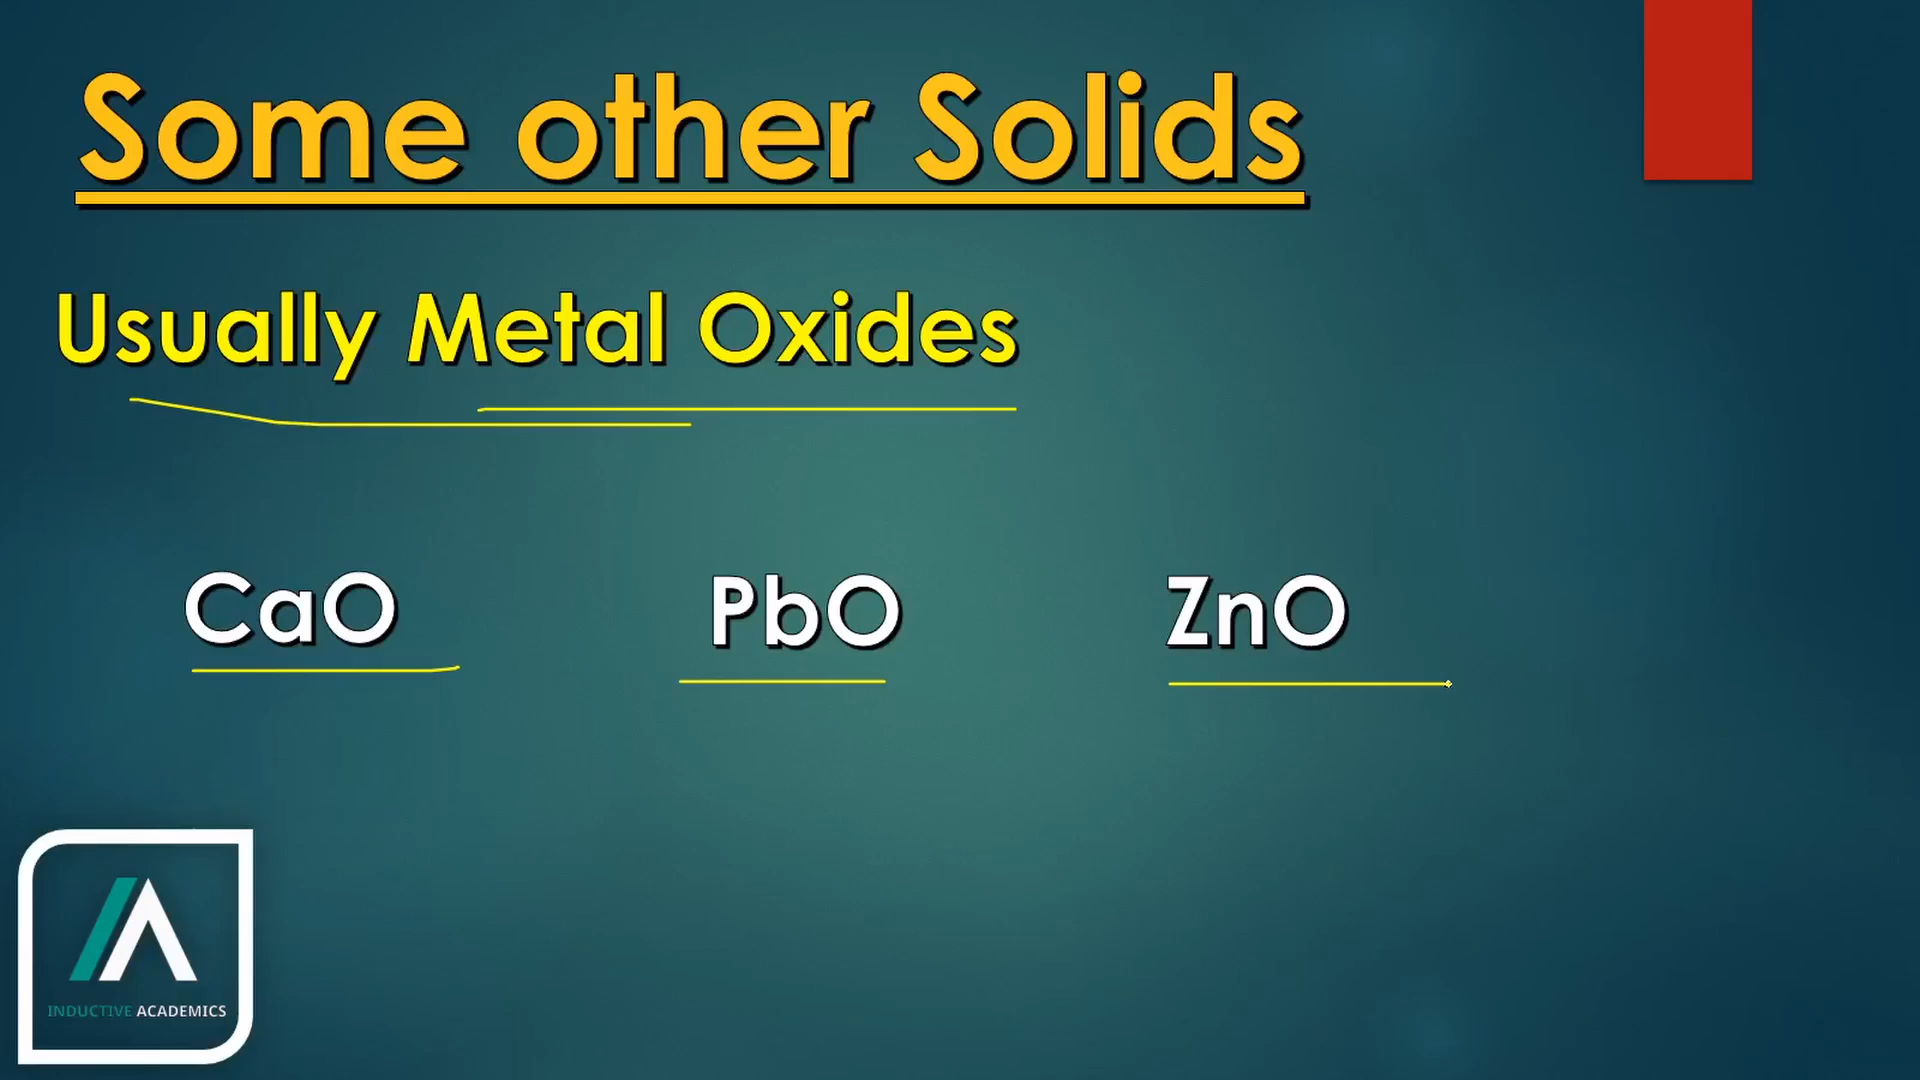 Some other Solids
Usually Metal Oxides
CaO PbO ZnO
INDUCTIVE ACADEMICS